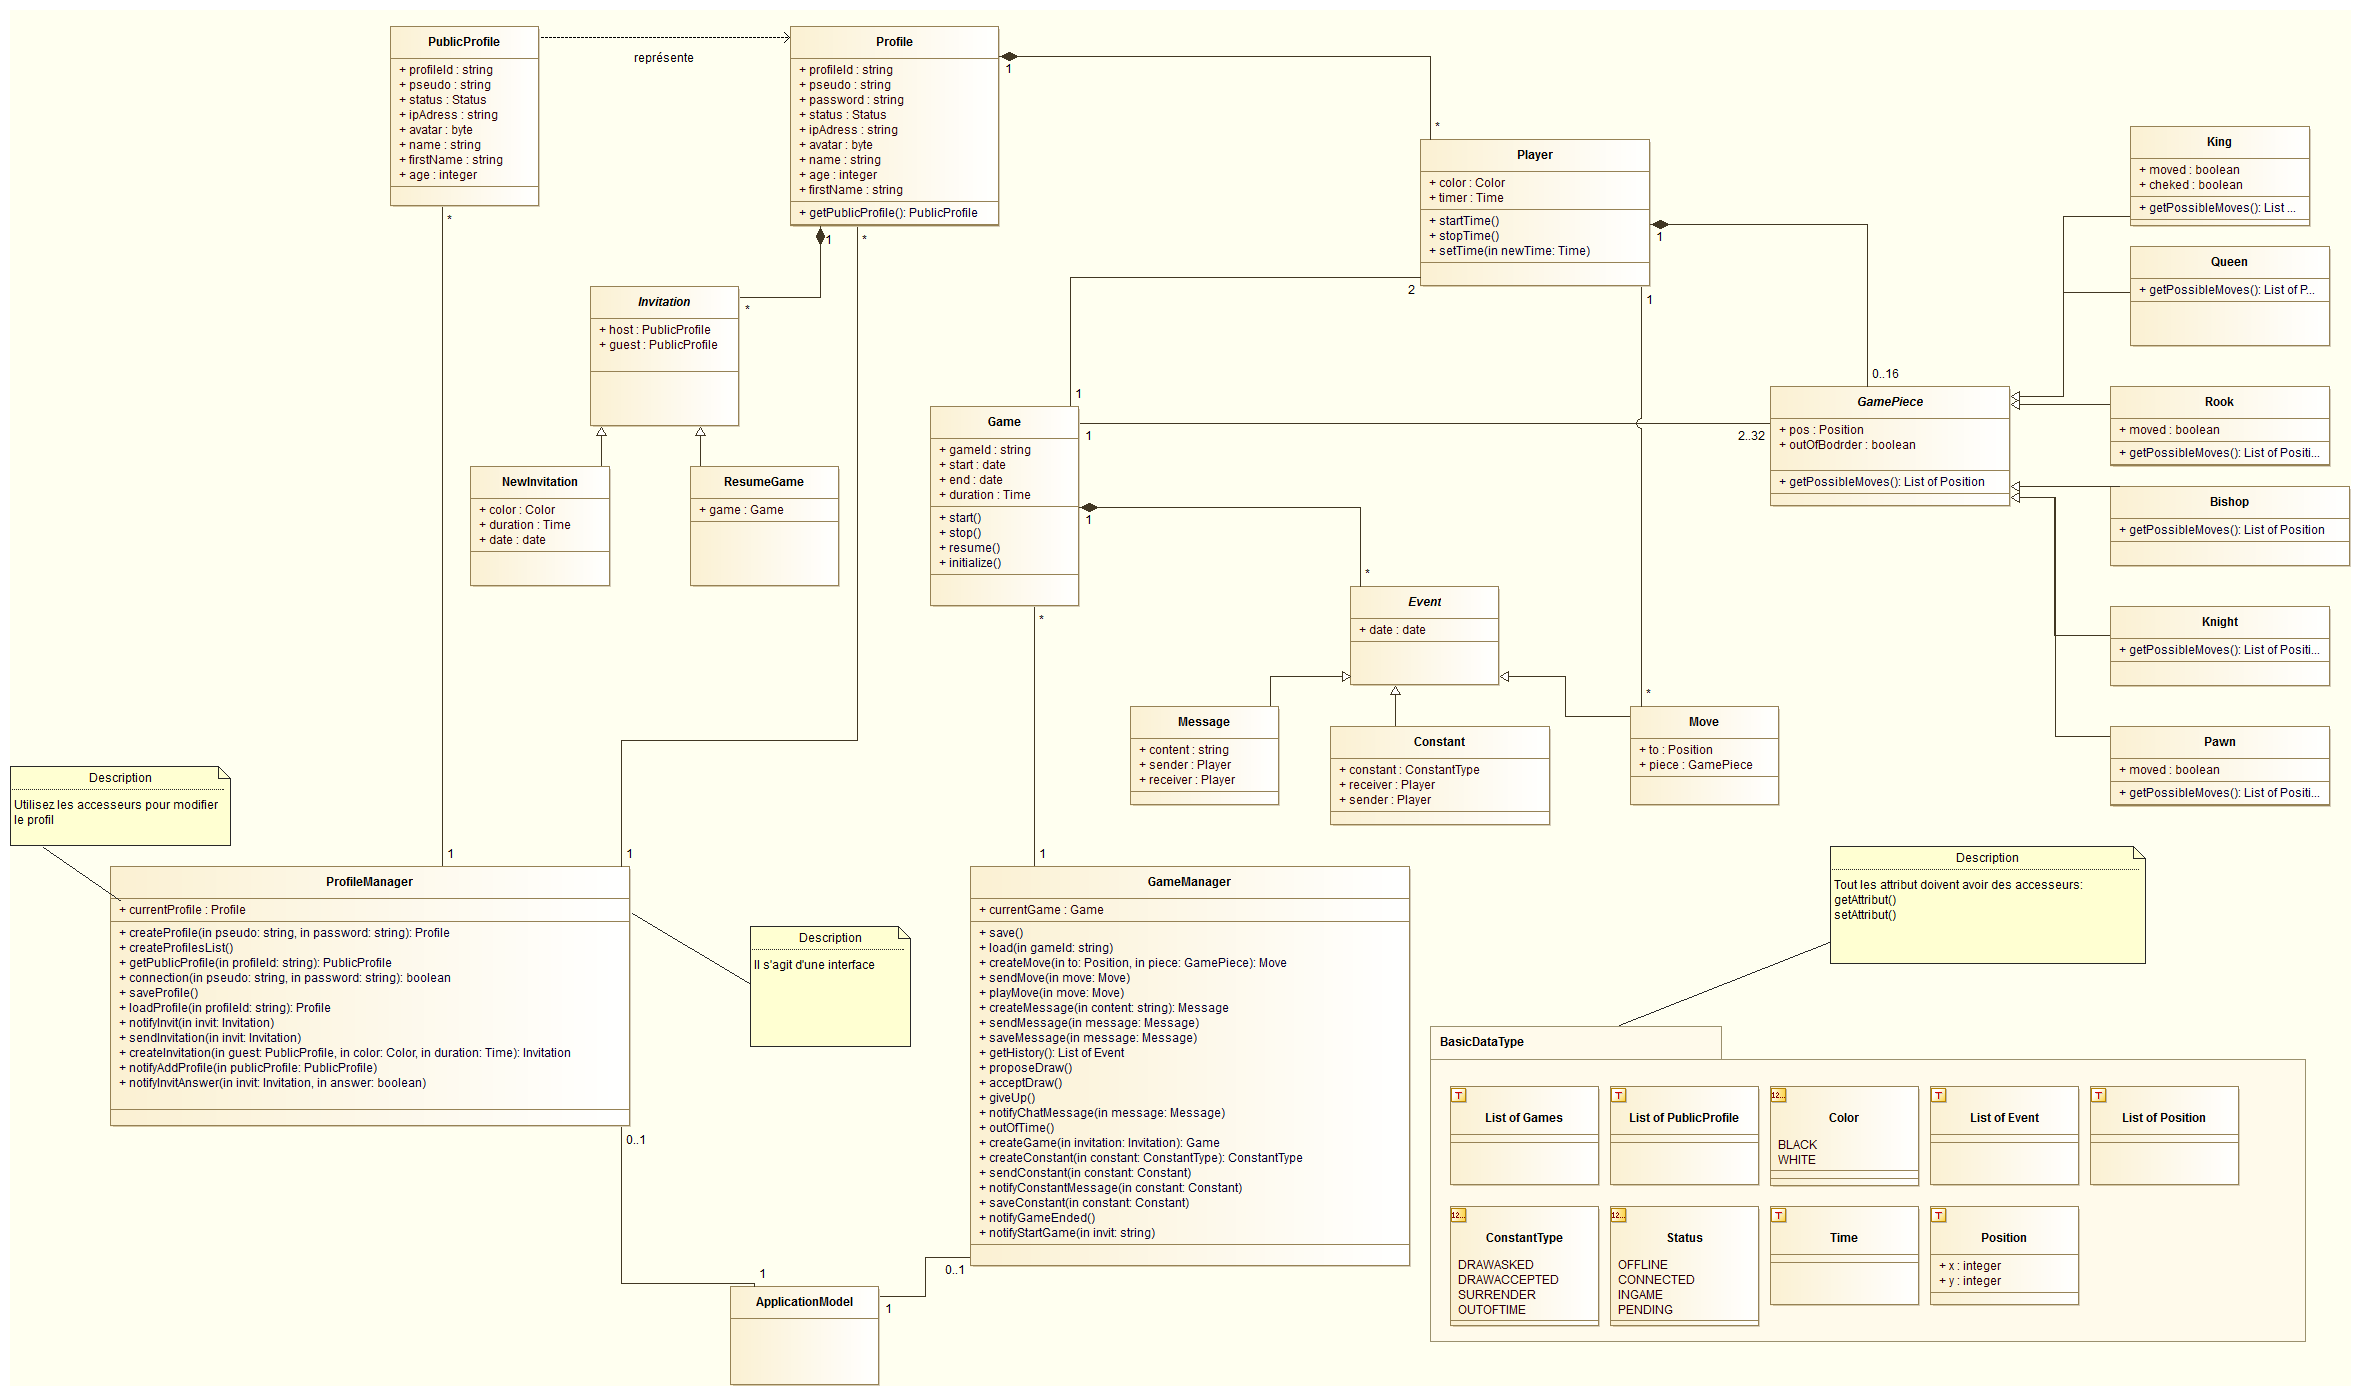 PublicProfile
+ profileId : string
+ pseudo : string
+ status : Status
+ ipAdress : string
+ avatar : byte
+ name : string
+ firstName : string
+ age : integer
*
représente
Profile
+ profileId : string
+ pseudo : string
+ password : string
+ status : Status
+ ipAdress : string
+ avatar : byte
+ name : string
+ age : integer
+ firstName : string
+ getPublicProfile(): PublicProfile
1
*
1
*
Player
+ color : Color
+ timer : Time
+ startTime()
+ stopTime()
+ setTime(in newTime: Time)
1
2
1
King
+ moved : boolean
+ cheked : boolean
+ getPossibleMoves(): List ...
Queen
+ getPossibleMoves(): List of P...
Invitation
+ host : PublicProfile
+ guest : PublicProfile
*
NewInvitation
+ color : Color
+ duration : Time
+ date : date
ResumeGame
+ game : Game
1
Game
+ gameId : string
+ start : date
+ end : date
+ duration : Time
+ start()
+ stop()
+ resume()
+ initialize()
1
1
*
0..16
2..32
GamePiece
+ pos : Position
+ outOfBodrder : boolean
+ getPossibleMoves(): List of Position
Rook
+ moved : boolean
+ getPossibleMoves(): List of Positi...
Bishop
+ getPossibleMoves(): List of Position
Knight
+ getPossibleMoves(): List of Positi...
Pawn
+ moved : boolean
+ getPossibleMoves(): List of Positi...
*
Event
+ date : date
Message
+ content : string
+ sender : Player
+ receiver : Player
Constant
+ constant : ConstantType
+ receiver : Player
+ sender : Player
*
Move
+ to : Position
+ piece : GamePiece
Description
Utilisez les accesseurs pour modifier
le profil
1
1
ProfileManager
+ currentProfile : Profile
+ createProfile(in pseudo: string, in password: string): Profile
+ createProfilesList()
+ getPublicProfile(in profileId: string): PublicProfile
+ connection(in pseudo: string, in password: string): boolean
+ saveProfile()
+ loadProfile(in profileId: string): Profile
+ notifyInvit(in invit: Invitation)
+ sendInvitation(in invit: Invitation)
+ createInvitation(in guest: PublicProfile, in color: Color, in duration: Time): Invitation
+ notifyAddProfile(in publicProfile: PublicProfile)
+ notifyInvitAnswer(in invit: Invitation, in answer: boolean)
0..1
Description
Il s'agit d'une interface
1
GameManager
+ currentGame : Game
+ save()
+ load(in gameId: string)
+ createMove(in to: Position, in piece: GamePiece): Move
+ sendMove(in move: Move)
+ playMove(in move: Move)
+ createMessage(in content: string): Message
+ sendMessage(in message: Message)
+ saveMessage(in message: Message)
+ getHistory(): List of Event
+ proposeDraw()
+ acceptDraw()
+ giveUp()
+ notifyChatMessage(in message: Message)
+ outOfTime()
+ createGame(in invitation: Invitation): Game
+ createConstant(in constant: ConstantType): ConstantType
+ sendConstant(in constant: Constant)
+ notifyConstantMessage(in constant: Constant)
+ saveConstant(in constant: Constant)
+ notifyGameEnded()
+ notifyStartGame(in invit: string)
0..1
1
1
ApplicationModel
Description
Tout les attribut doivent avoir des accesseurs:
getAttribut()
setAttribut()
BasicDataType
T
List of Games
T
List of PublicProfile
12...
Color
BLACK
WHITE
T
List of Event
T
List of Position
12...
ConstantType
DRAWASKED
DRAWACCEPTED
SURRENDER
OUTOFTIME
12...
Status
OFFLINE
CONNECTED
INGAME
PENDING
T
Time
T
Position
+ x : integer
+ y : integer